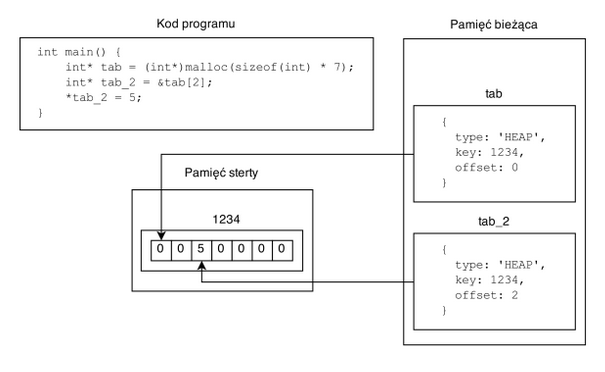 Kod programu
int main() {
int* tab = (int*)malloc(sizeof(int) * 7);
int* tab_2 = &tab[2];
*tab_2 = 5;
}
Pamięć bieżąca
tab
{
type: 'HEAP',
key: 1234,
offset: 0
}
Pamięć sterty
1234
0 0 5 0 0 0 0
tab_2
{
type: 'HEAP',
key: 1234,
offset: 2
}